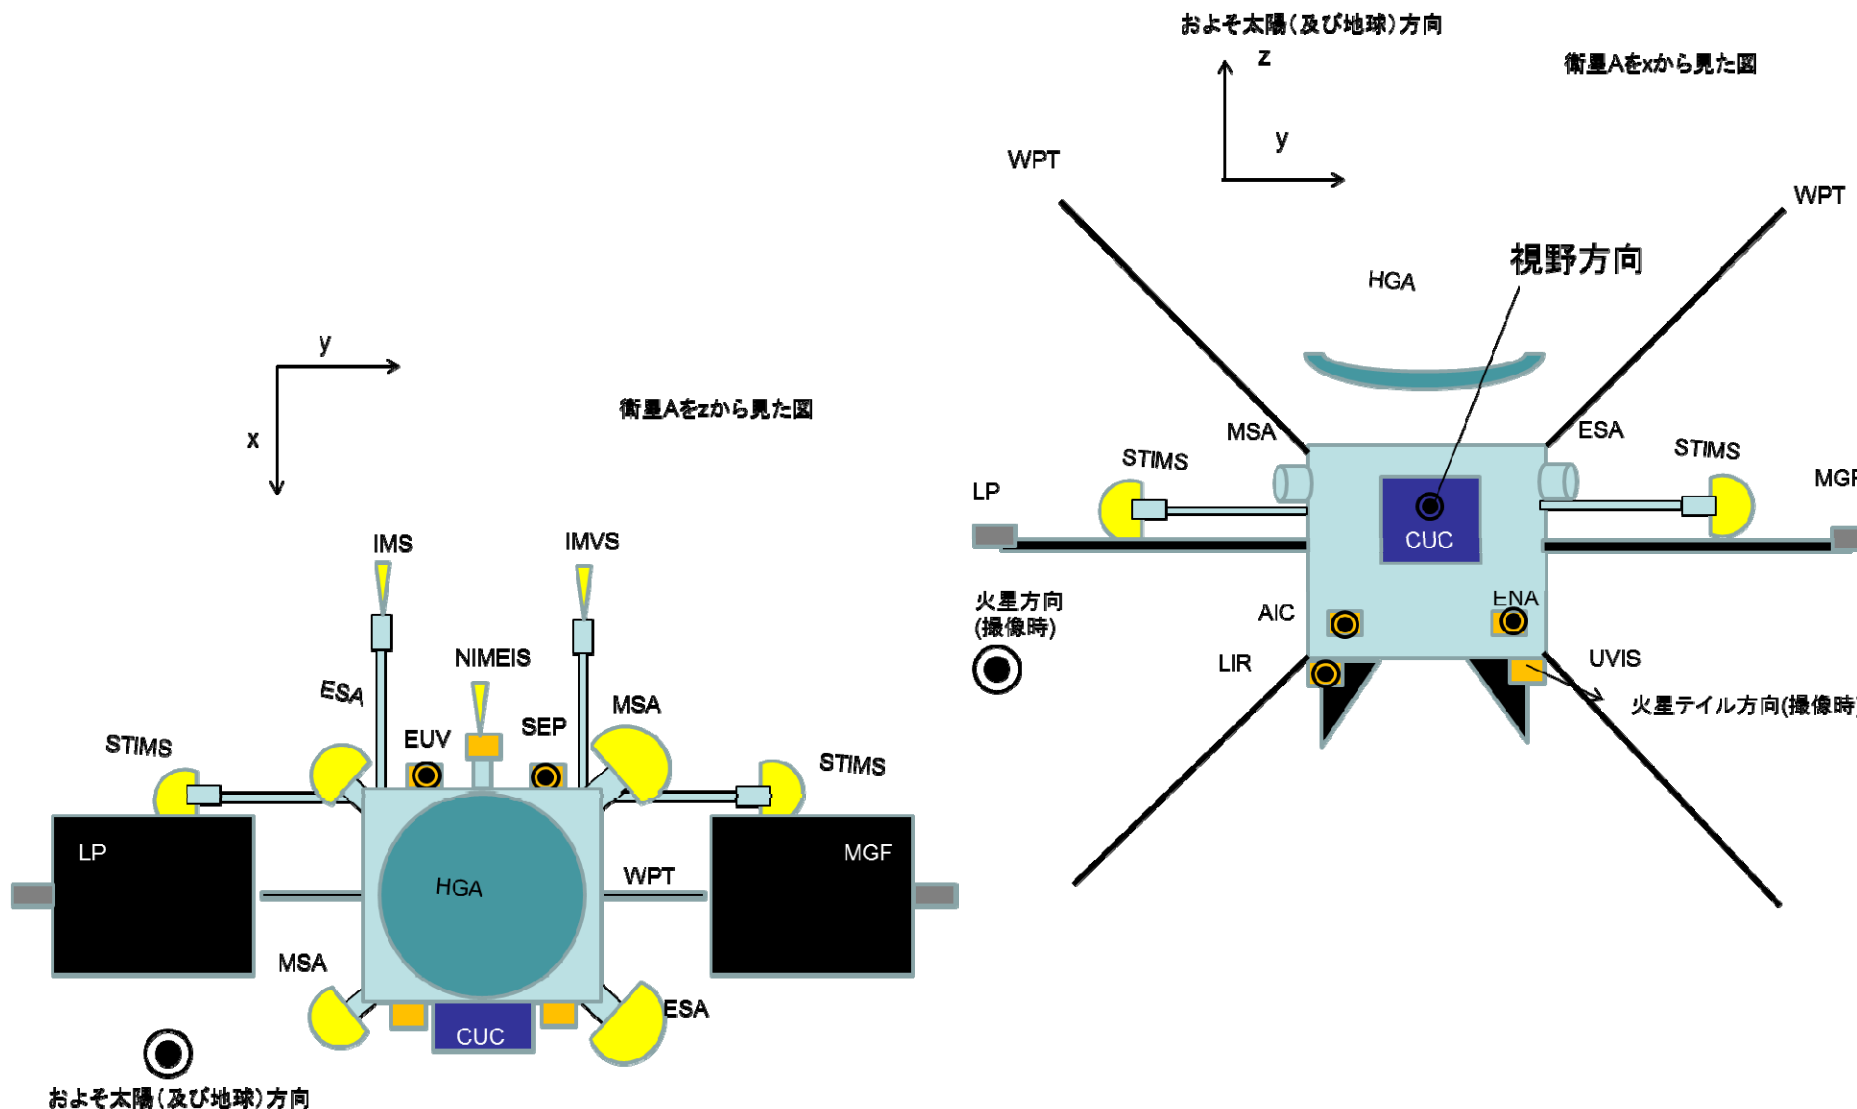 およそ太陽(及び地球)方向
z
衛星Aをxから見た図
y
WPT
WPT
視野方向
HGA
y
衛星Aをzから見た図
x
MSA
ESA
STIMS
STIMS
LP
MGF
CUC
IMS
IMVS
火星方向
(撮像時)
AIC
ENA
NIMEIS
LIR
UVIS
ESA
MSA
火星テイル方向(撮像時)
EUV
SEP
STIMS
STIMS
LP
MGF
HGA
WPT
MSA
ESA
CUC
およそ太陽(及び地球)方向